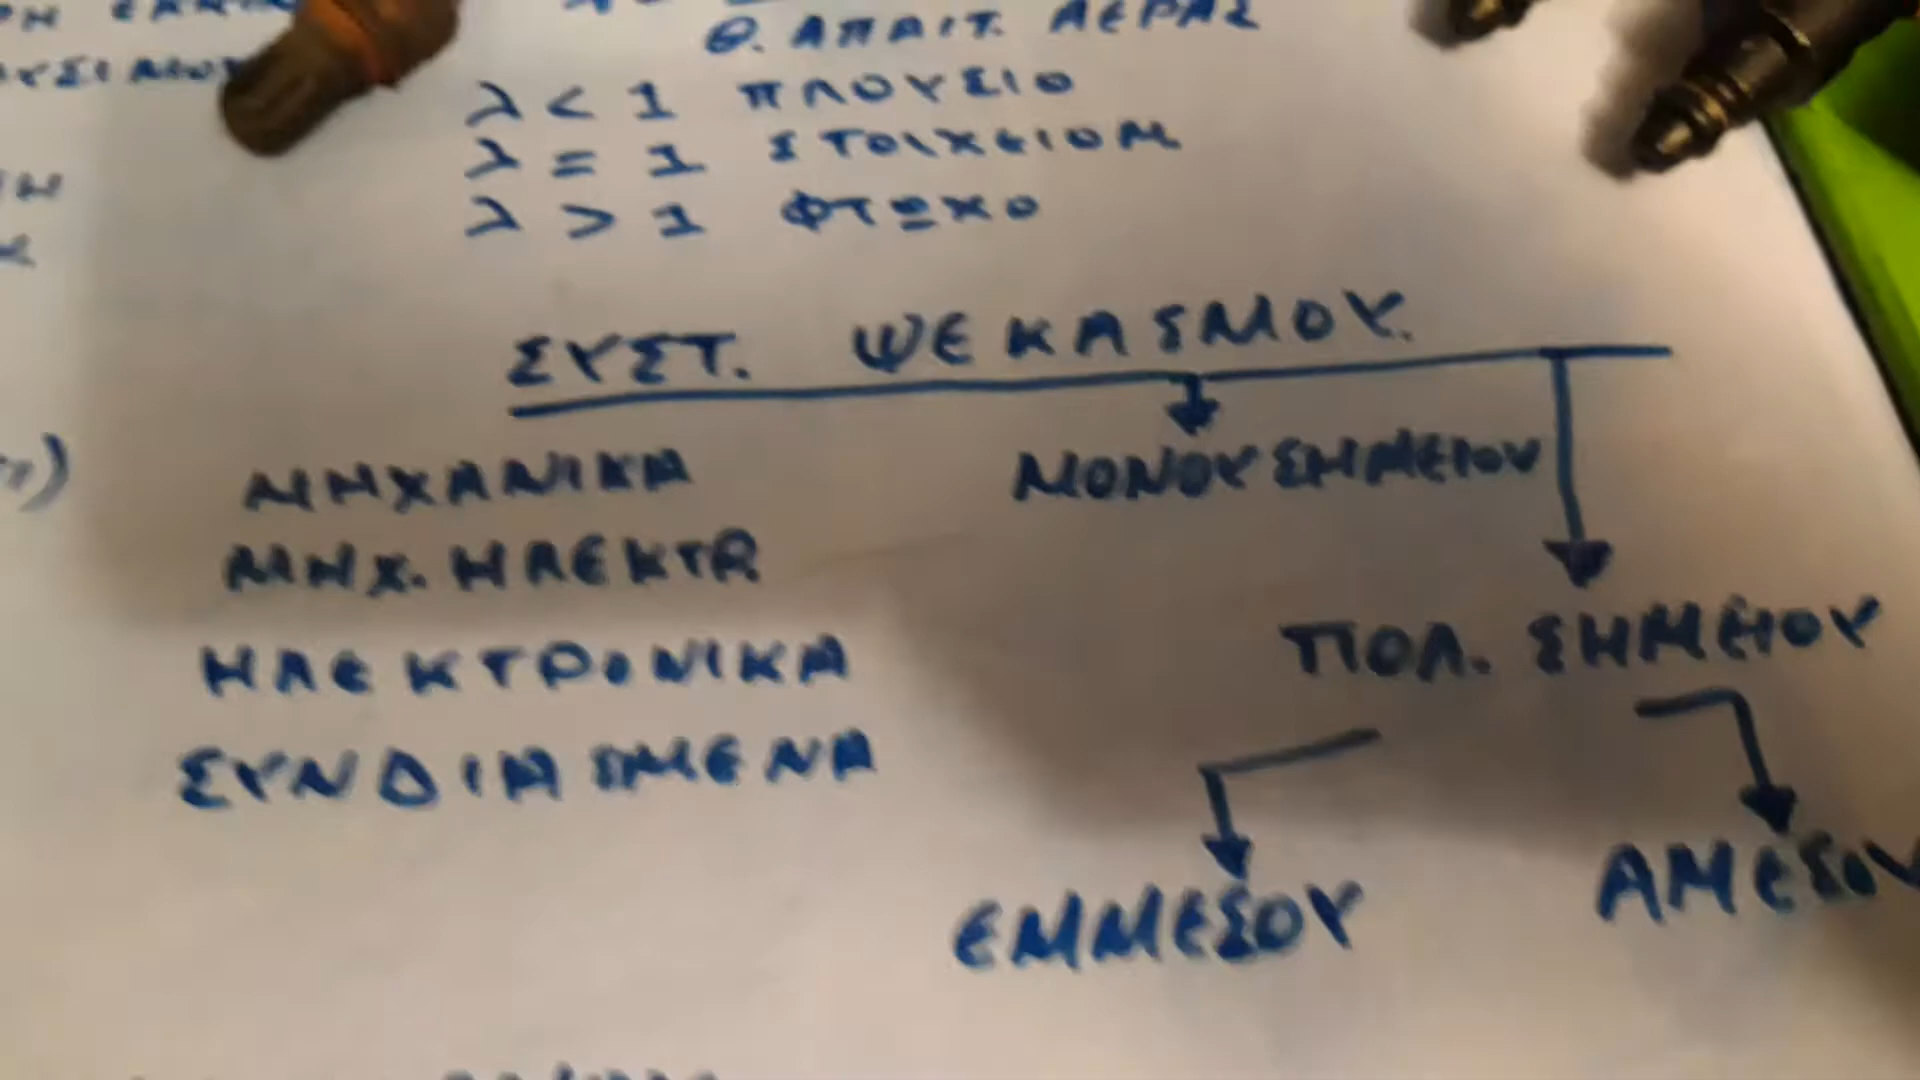 Θ. ΑΠΑΙΤ. ΑΕΡΑΣ
λ < 1 ΠΛΟΥΣΙΟ
λ = 1 ΣΤΟΙΧΕΙΟΜ
λ > 1 ΦΤΩΧΟ
ΣΥΣΤ. ΨΕΚΑΣΜΟΥ.
ΜΗΧΑΝΙΚΑ
ΜΟΝΟΥ ΣΗΜΕΙΟΥ
ΜΗΧ. ΗΛΕΚΤΡ.
ΠΟΛ. ΣΗΜΕΙΟΥ
ΗΛΕΚΤΡΟΝΙΚΑ
ΣΥΝΔΙΑΣΜΕΝΑ
ΕΜΜΕΣΟΥ
ΑΜΕΣΟΥ